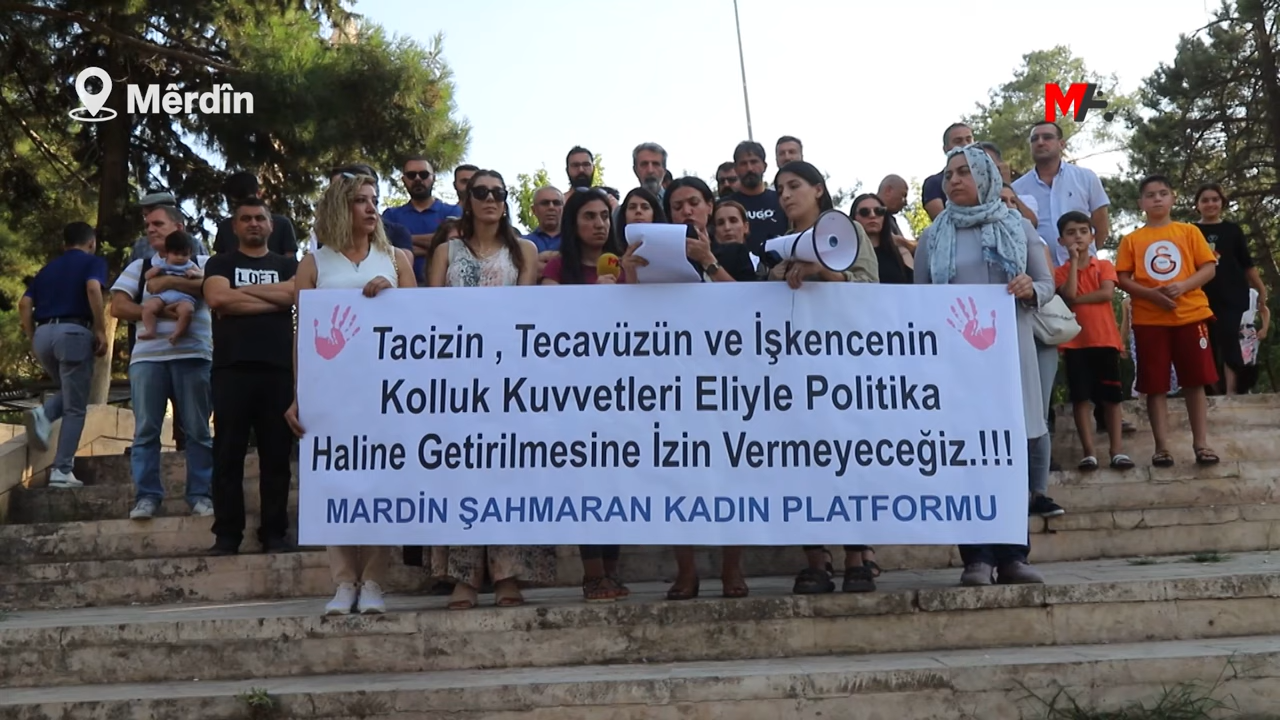 Mêrdîn
MA
LOFT
HUGO
Tacizin , Tecavüzün ve İşkencenin
Kolluk Kuvvetleri Eliyle Politika
Haline Getirilmesine İzin Vermeyeceğiz.!!!
MARDİN ŞAHMARAN KADIN PLATFORMU